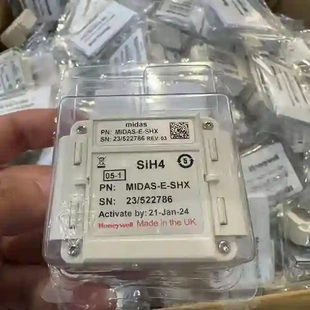 midas
PN: MIDAS-E-SHX
SN: 23/522786 REV: 03
SiH4
05-1
PN: MIDAS-E-SHX
SN: 23/522786
Activate by: 21-Jan-24
Honeywell Made in the UK